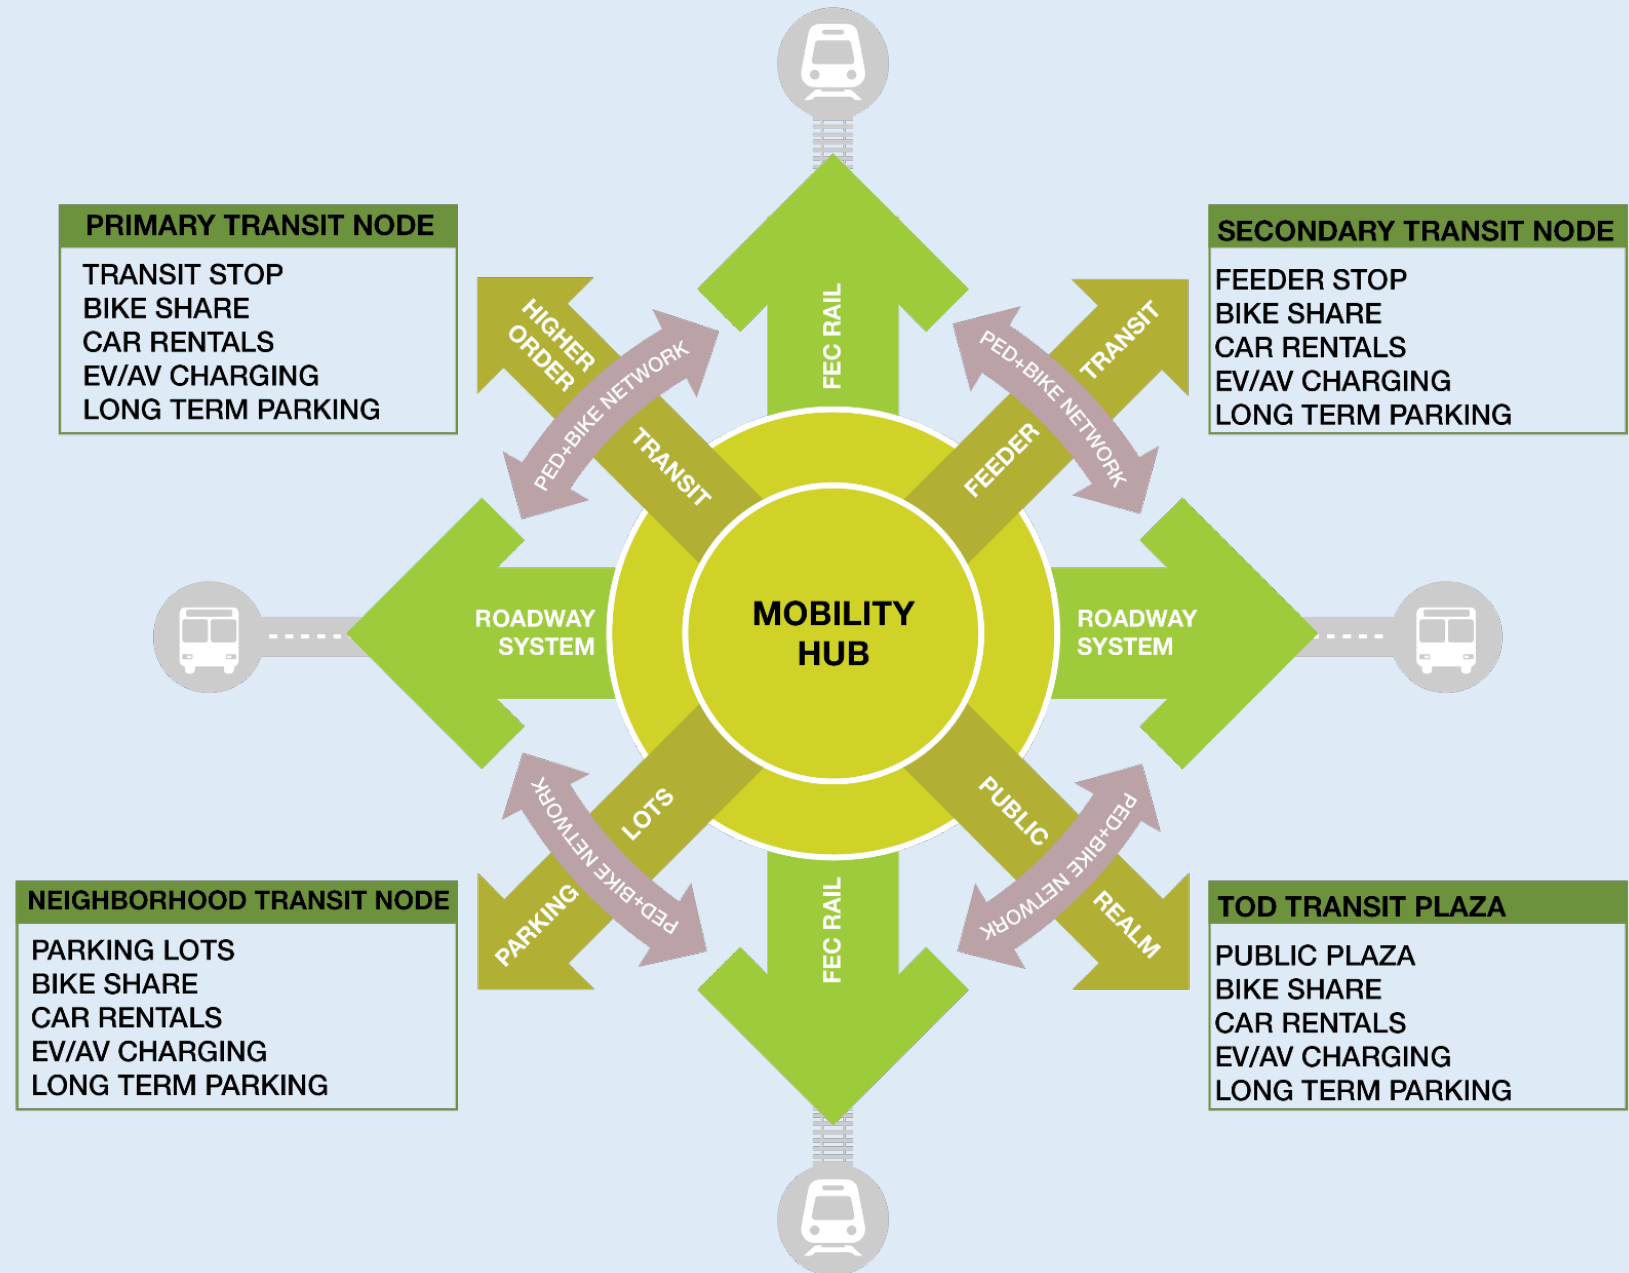 PRIMARY TRANSIT NODE
TRANSIT STOP
BIKE SHARE
CAR RENTALS
EV/AV CHARGING
LONG TERM PARKING
SECONDARY TRANSIT NODE
FEEDER STOP
BIKE SHARE
CAR RENTALS
EV/AV CHARGING
LONG TERM PARKING
HIGHER
ORDER
TRANSIT
PED+BIKE NETWORK
FEC RAIL
PED+BIKE NETWORK
FEEDER TRANSIT
ROADWAY
SYSTEM
MOBILITY
HUB
ROADWAY
SYSTEM
PARKING LOTS
PED+BIKE NETWORK
FEC RAIL
PED+BIKE NETWORK
PUBLIC REALM
NEIGHBORHOOD TRANSIT NODE
PARKING LOTS
BIKE SHARE
CAR RENTALS
EV/AV CHARGING
LONG TERM PARKING
TOD TRANSIT PLAZA
PUBLIC PLAZA
BIKE SHARE
CAR RENTALS
EV/AV CHARGING
LONG TERM PARKING